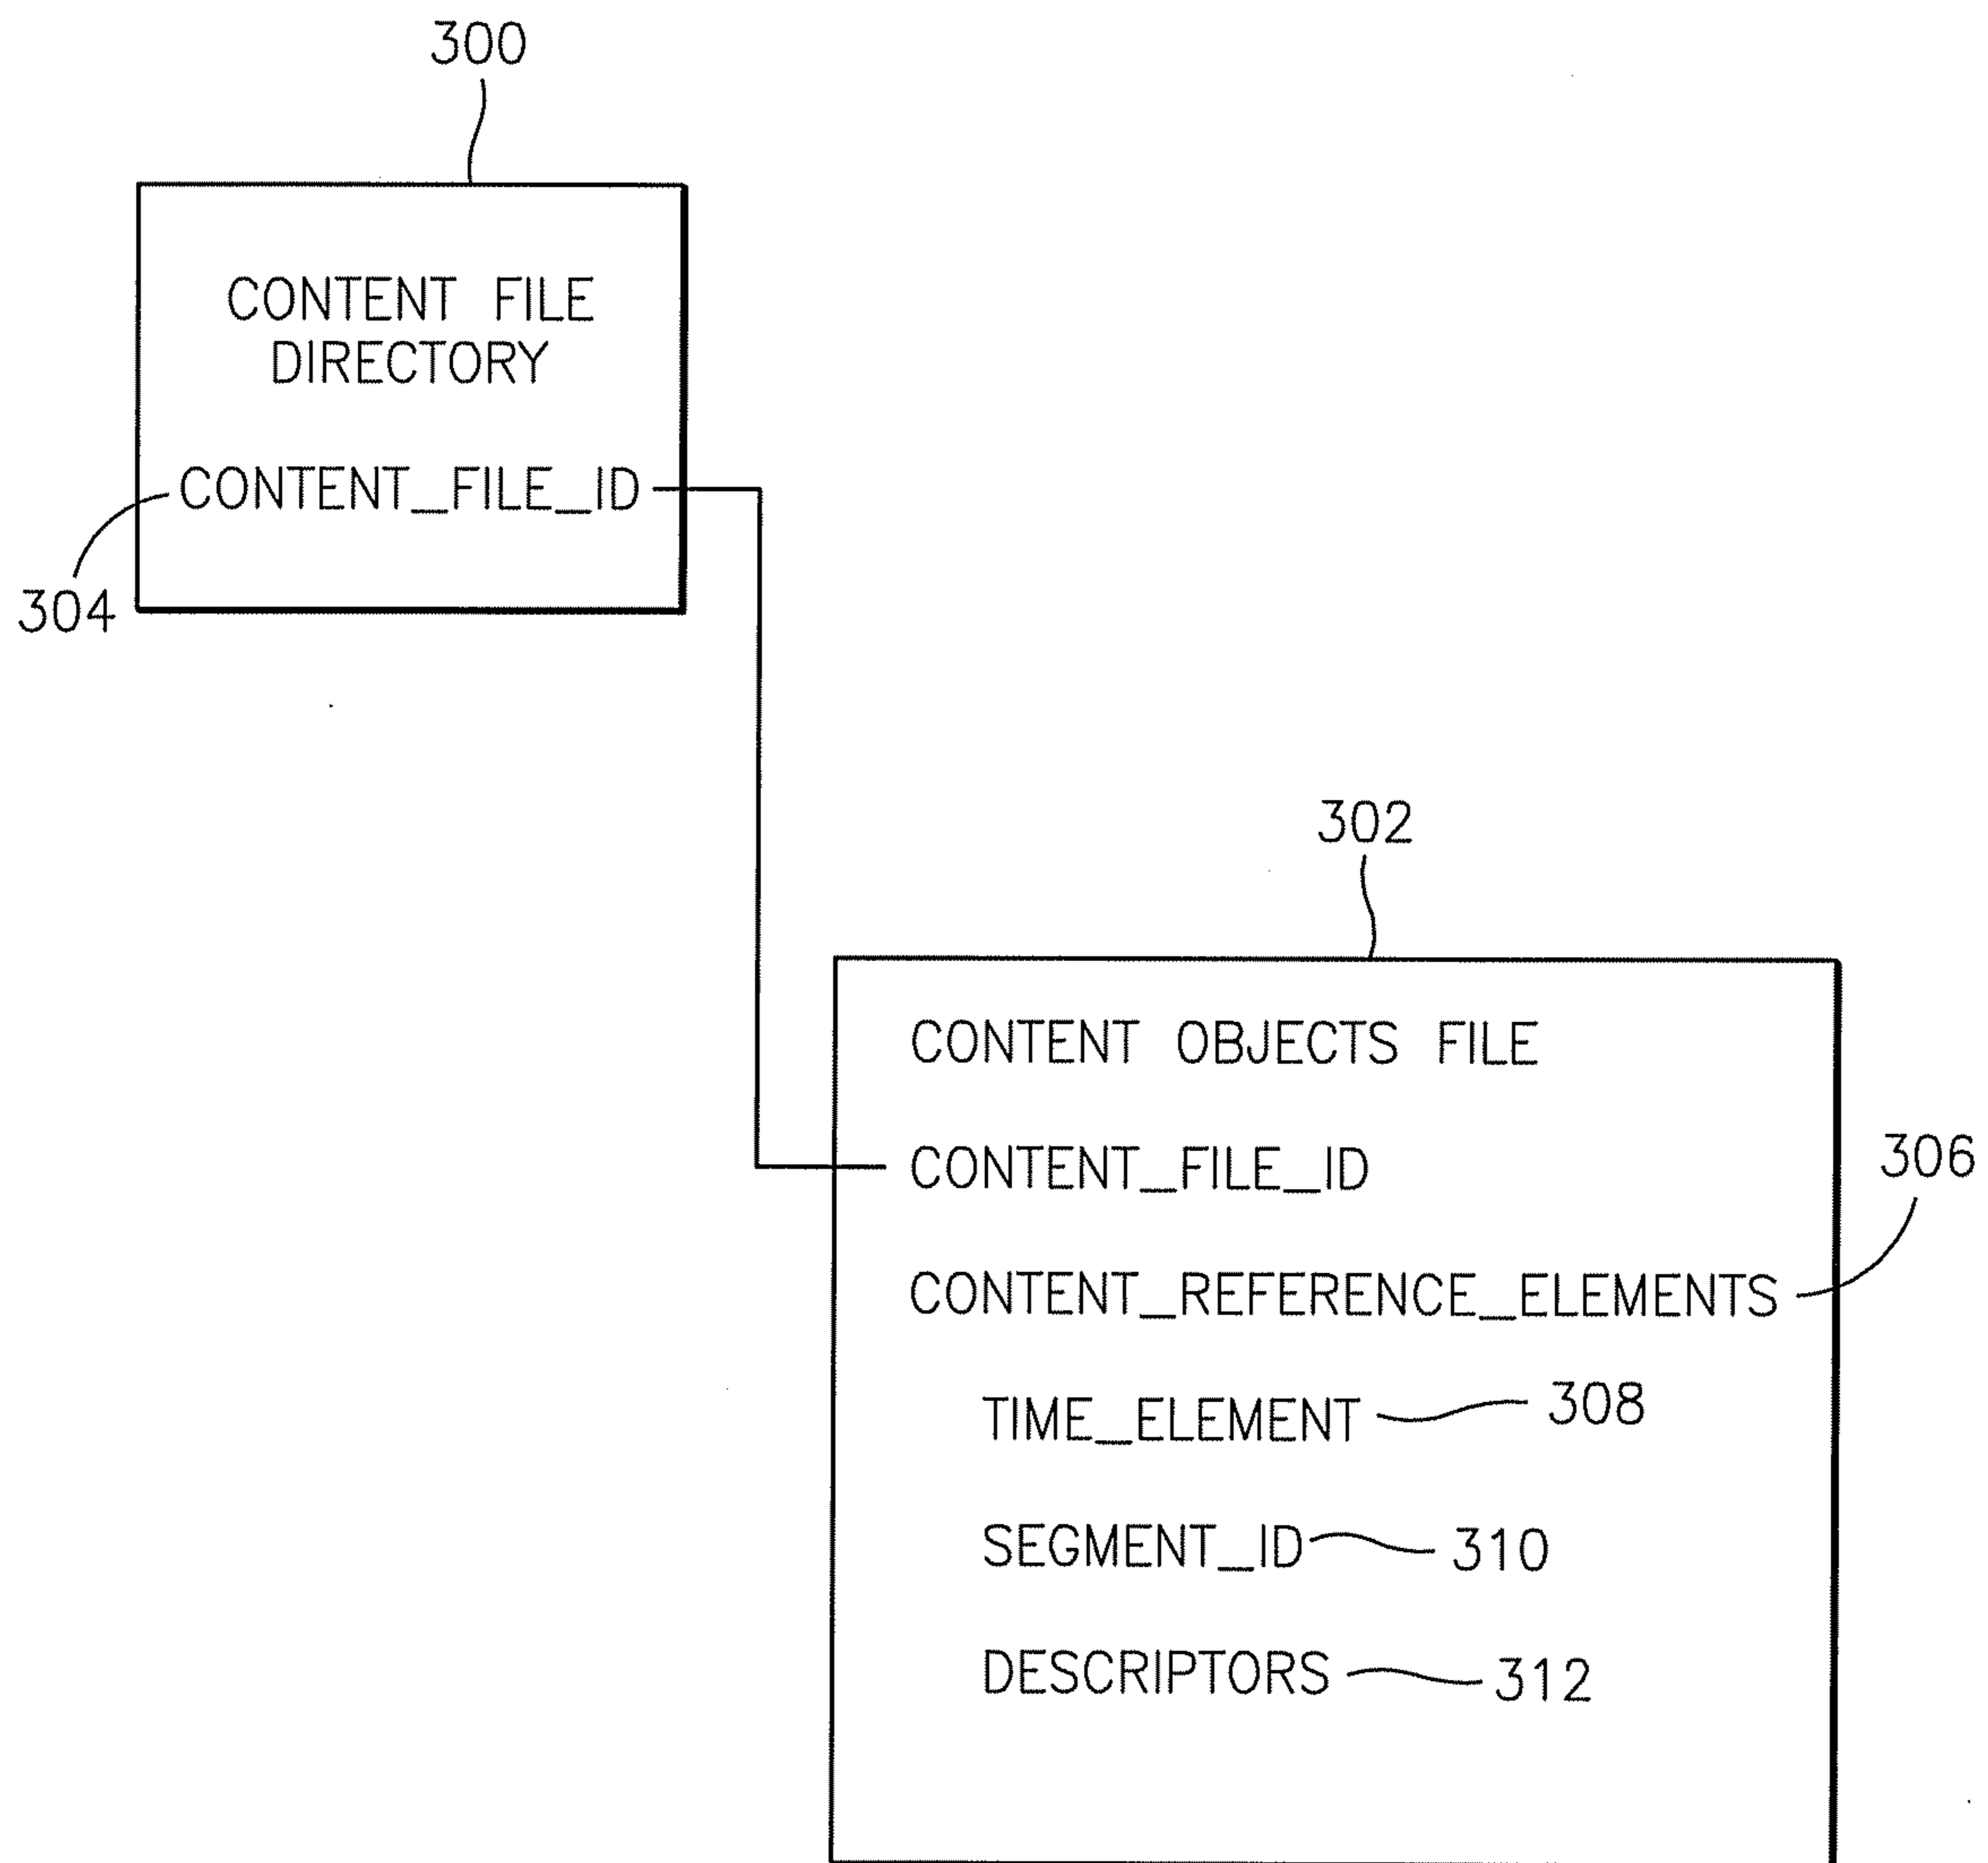 300
CONTENT FILE
DIRECTORY
CONTENT_FILE_ID
304
302
CONTENT OBJECTS FILE
CONTENT_FILE_ID
306
CONTENT_REFERENCE_ELEMENTS
TIME_ELEMENT 308
SEGMENT_ID 310
DESCRIPTORS 312